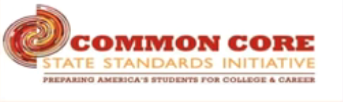 COMMON CORE
STATE STANDARDS INITIATIVE
PREPARING AMERICA'S STUDENTS FOR COLLEGE & CAREER